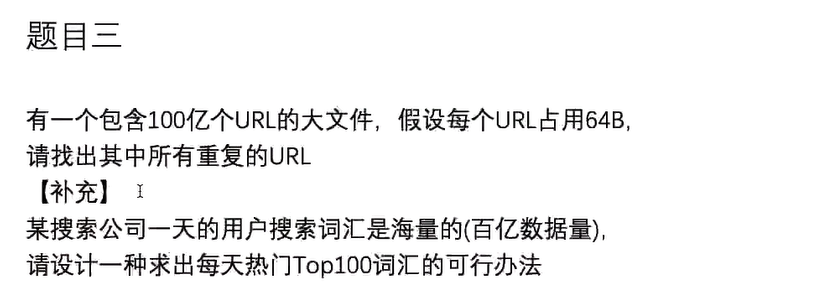 题目三
有一个包含100亿个URL的大文件，假设每个URL占用64B，
请找出其中所有重复的URL
【补充】
某搜索公司一天的用户搜索词汇是海量的(百亿数据量)，
请设计一种求出每天热门Top100词汇的可行办法